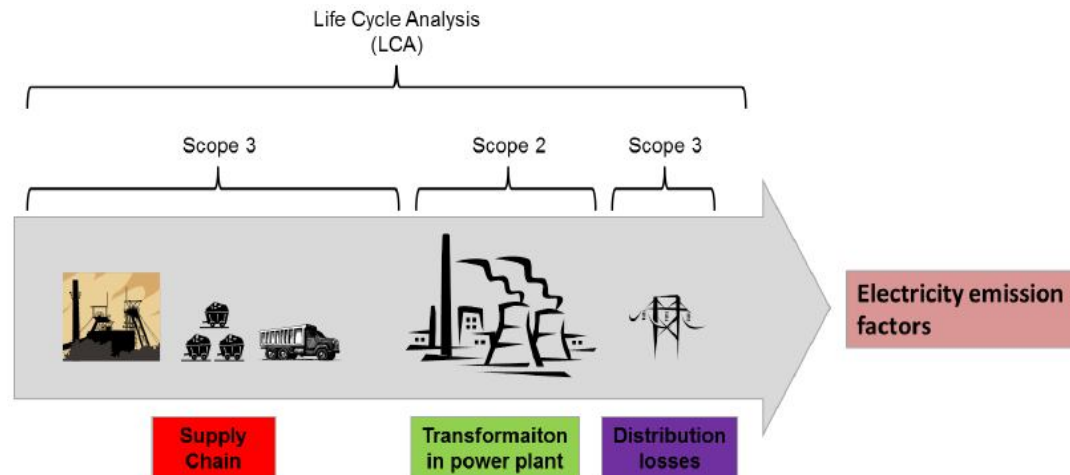 Life Cycle Analysis
(LCA)
Scope 3
Scope 2
Scope 3
Electricity emission
factors
Supply
Chain
Transformaiton
in power plant
Distribution
losses